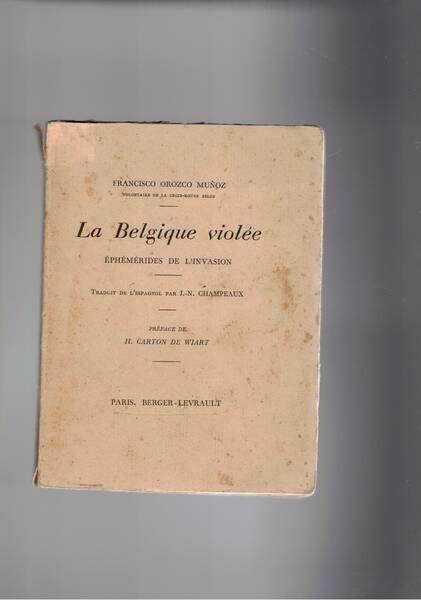 FRANCISCO OROZCO MUÑOZ
VOLONTAIRE DE LA CROIX-ROUGE BELGE
La Belgique violée
ÉPHÉMÉRIDES DE L'INVASION
TRADUIT DE L'ESPAGNOL PAR J.-N. CHAMPEAUX
PRÉFACE DE
H. CARTON DE WIART
PARIS, BERGER-LEVRAULT